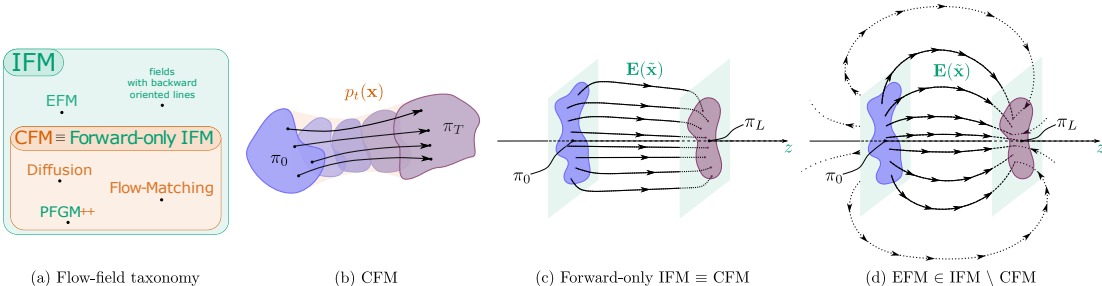 IFM
fields
with backward
oriented lines
EFM
CFM ≡ Forward-only IFM
Diffusion
Flow-Matching
PFGM++
(a) Flow-field taxonomy
p_t(x)
π_0
π_T
(b) CFM
E(x̃)
π_L
z
π_0
(c) Forward-only IFM ≡ CFM
E(x̃)
π_L
z
π_0
(d) EFM ∈ IFM \ CFM